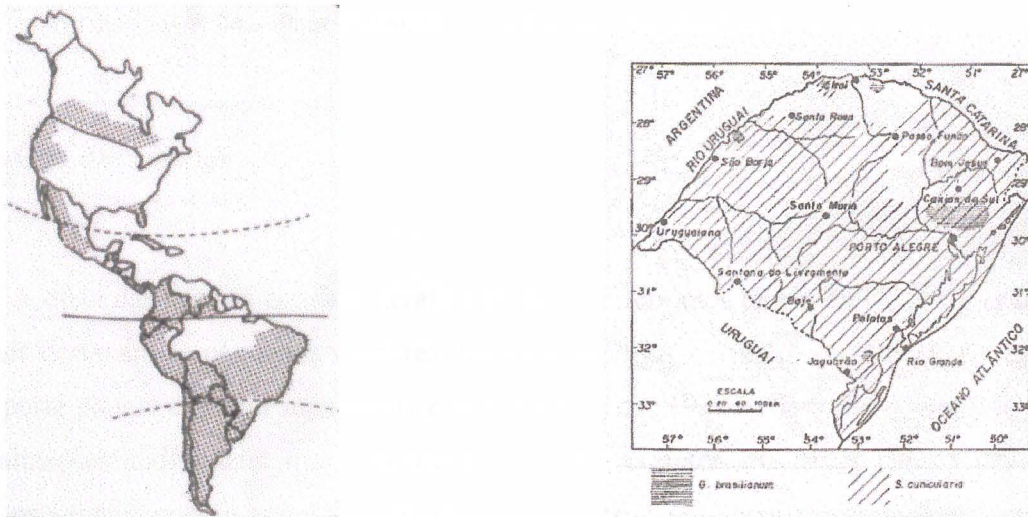 27° 57° 56° 55° 54° 53° 52° 51° 50° 27°
ARGENTINA
SANTA CATARINA
RIO URUGUAI
Iraí
Santa Rosa
28° Passo Fundo 28°
São Borja
Bom Jesus
29° 29°
Caxias do Sul
Santa Maria
Uruguaiana
30° PORTO ALEGRE 30°
Santana do Livramento
31° Bajé 31°
Pelotas
URUGUAI
32° Jaguarão Rio Grande 32°
OCEANO ATLÂNTICO
ESCALA
33° 33°
57° 56° 55° 54° 53° 52° 51° 50°
G. brasilianum S. cunicularia